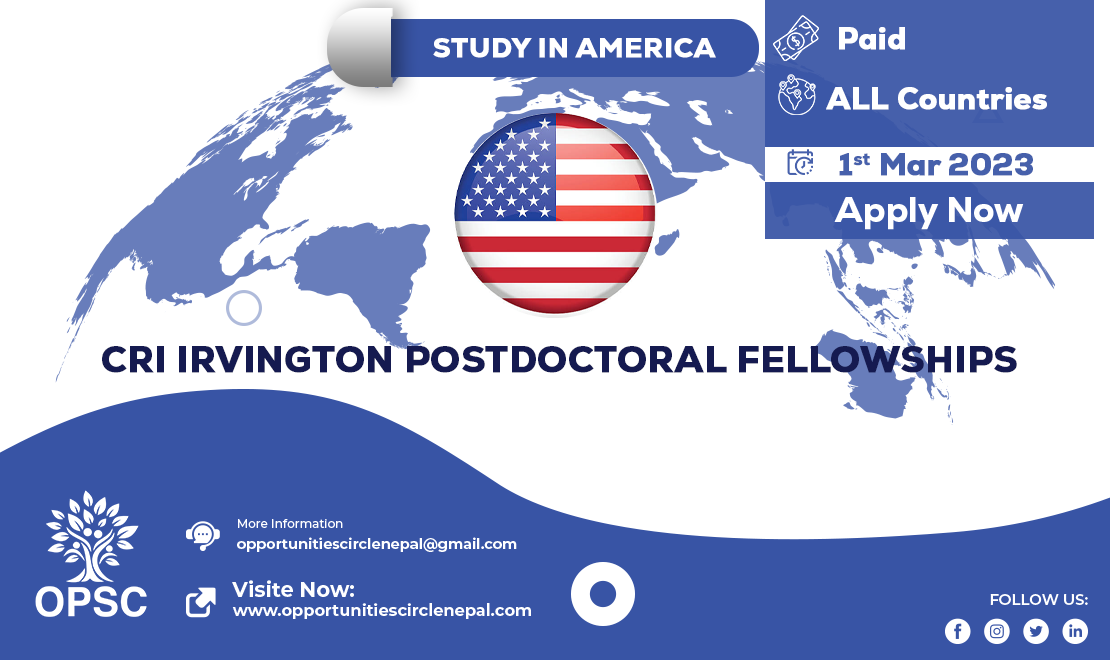 STUDY IN AMERICA
Paid
ALL Countries
1st Mar 2023
Apply Now
CRI IRVINGTON POSTDOCTORAL FELLOWSHIPS
OPSC
More Information
opportunitiescirclenepal@gmail.com
Visite Now:
www.opportunitiescirclenepal.com
FOLLOW US: